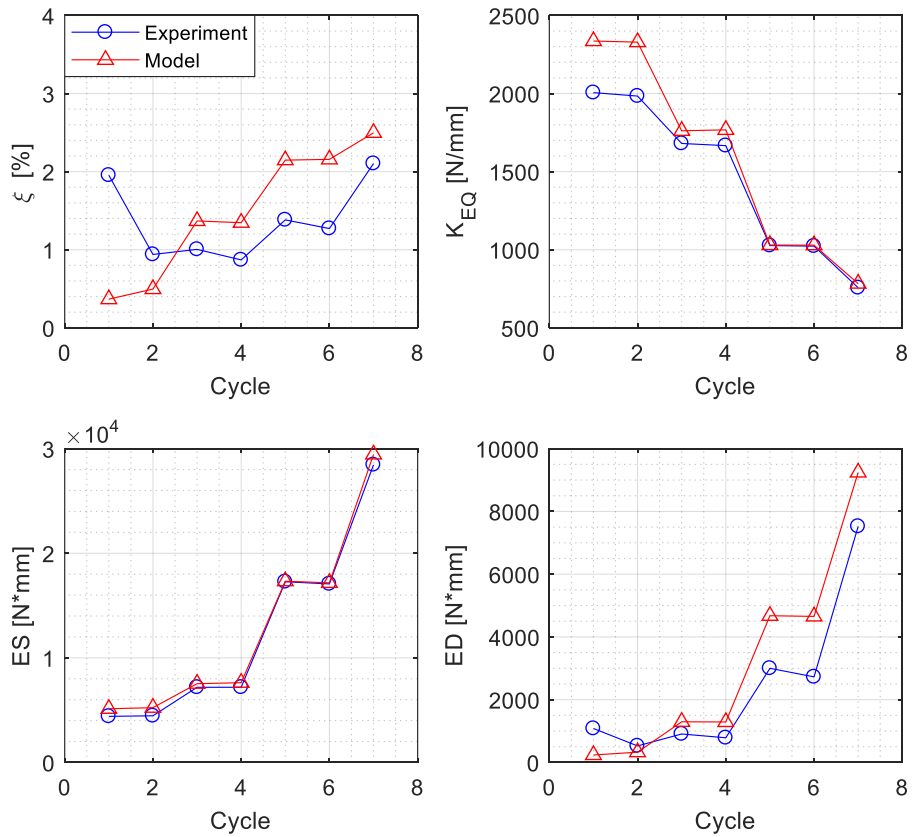 4
3
2
1
0
ξ [%]
Experiment
Model
0 2 4 6 8
Cycle
2500
2000
1500
1000
500
K_EQ [N/mm]
0 2 4 6 8
Cycle
× 10^4
3
2
1
0
ES [N*mm]
0 2 4 6 8
Cycle
10000
8000
6000
4000
2000
0
ED [N*mm]
0 2 4 6 8
Cycle